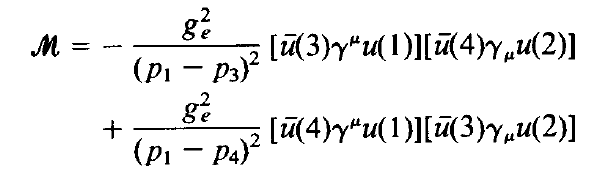 ℳ = − g_e^2/(p_1 − p_3)^2 [ū(3)γ^μ u(1)][ū(4)γ_μ u(2)]
+ g_e^2/(p_1 − p_4)^2 [ū(4)γ^μ u(1)][ū(3)γ_μ u(2)]